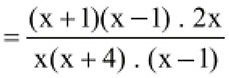 = (x + 1)(x − 1) . 2x / x(x + 4) . (x − 1)